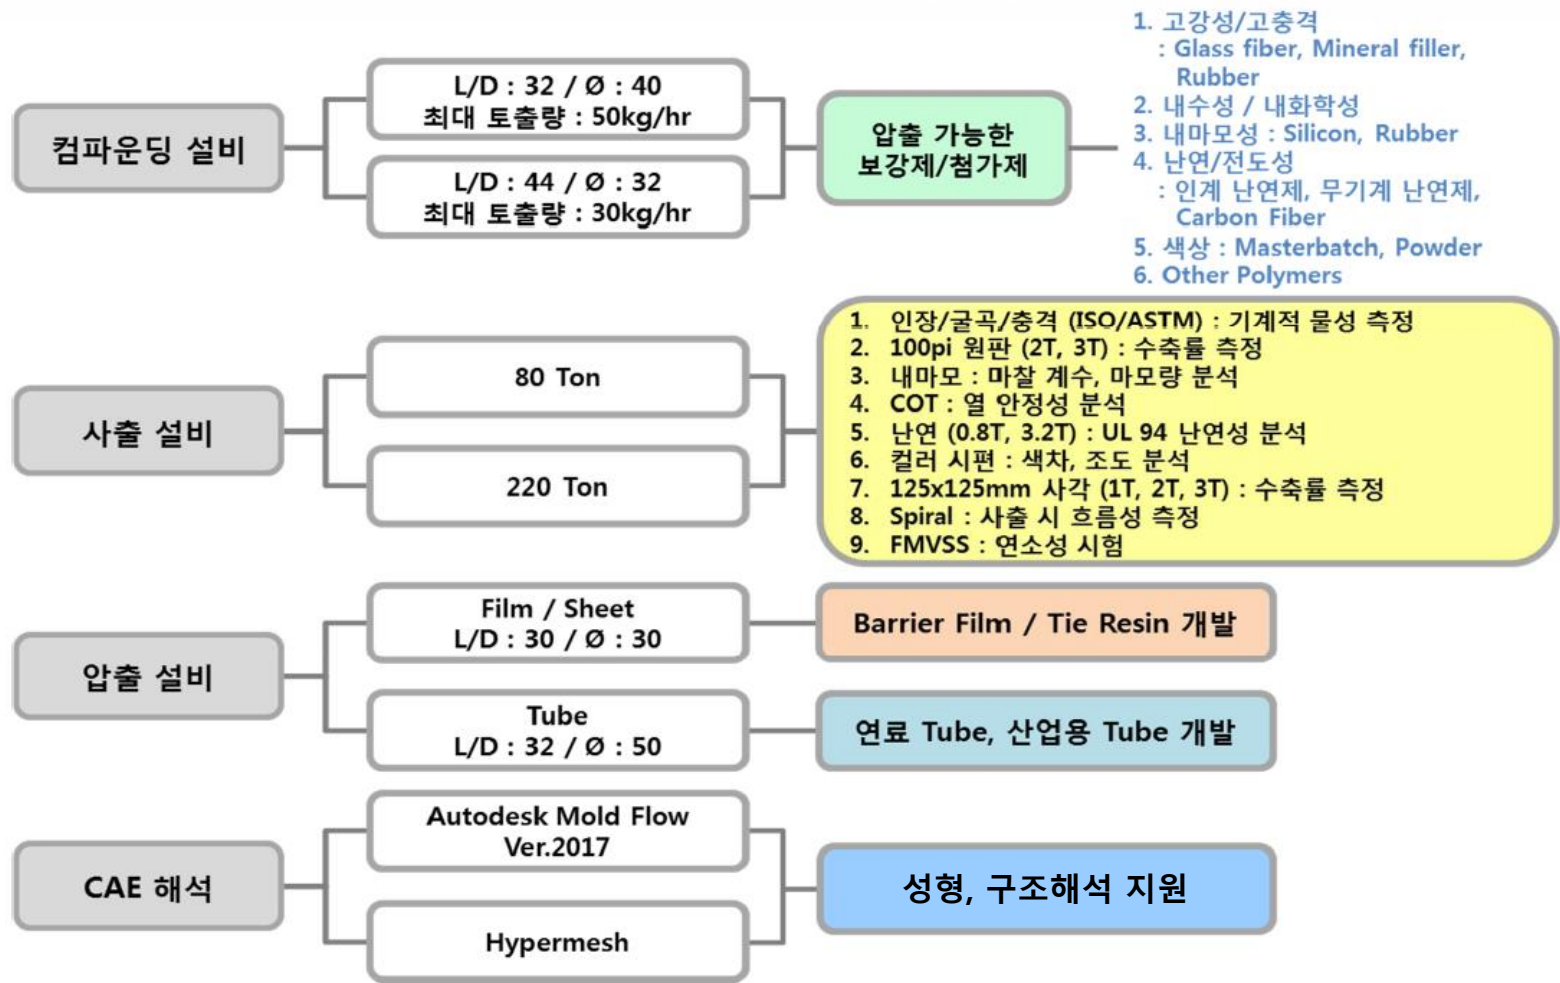 컴파운딩 설비
L/D : 32 / Ø : 40
최대 토출량 : 50kg/hr
L/D : 44 / Ø : 32
최대 토출량 : 30kg/hr
압출 가능한
보강제/첨가제
1. 고강성/고충격
: Glass fiber, Mineral filler,
Rubber
2. 내수성 / 내화학성
3. 내마모성 : Silicon, Rubber
4. 난연/전도성
: 인계 난연제, 무기계 난연제,
Carbon Fiber
5. 색상 : Masterbatch, Powder
6. Other Polymers
사출 설비
80 Ton
220 Ton
1. 인장/굴곡/충격 (ISO/ASTM) : 기계적 물성 측정
2. 100pi 원판 (2T, 3T) : 수축률 측정
3. 내마모 : 마찰 계수, 마모량 분석
4. COT : 열 안정성 분석
5. 난연 (0.8T, 3.2T) : UL 94 난연성 분석
6. 컬러 시편 : 색차, 조도 분석
7. 125x125mm 사각 (1T, 2T, 3T) : 수축률 측정
8. Spiral : 사출 시 흐름성 측정
9. FMVSS : 연소성 시험
압출 설비
Film / Sheet
L/D : 30 / Ø : 30
Barrier Film / Tie Resin 개발
Tube
L/D : 32 / Ø : 50
연료 Tube, 산업용 Tube 개발
CAE 해석
Autodesk Mold Flow
Ver.2017
Hypermesh
성형, 구조해석 지원